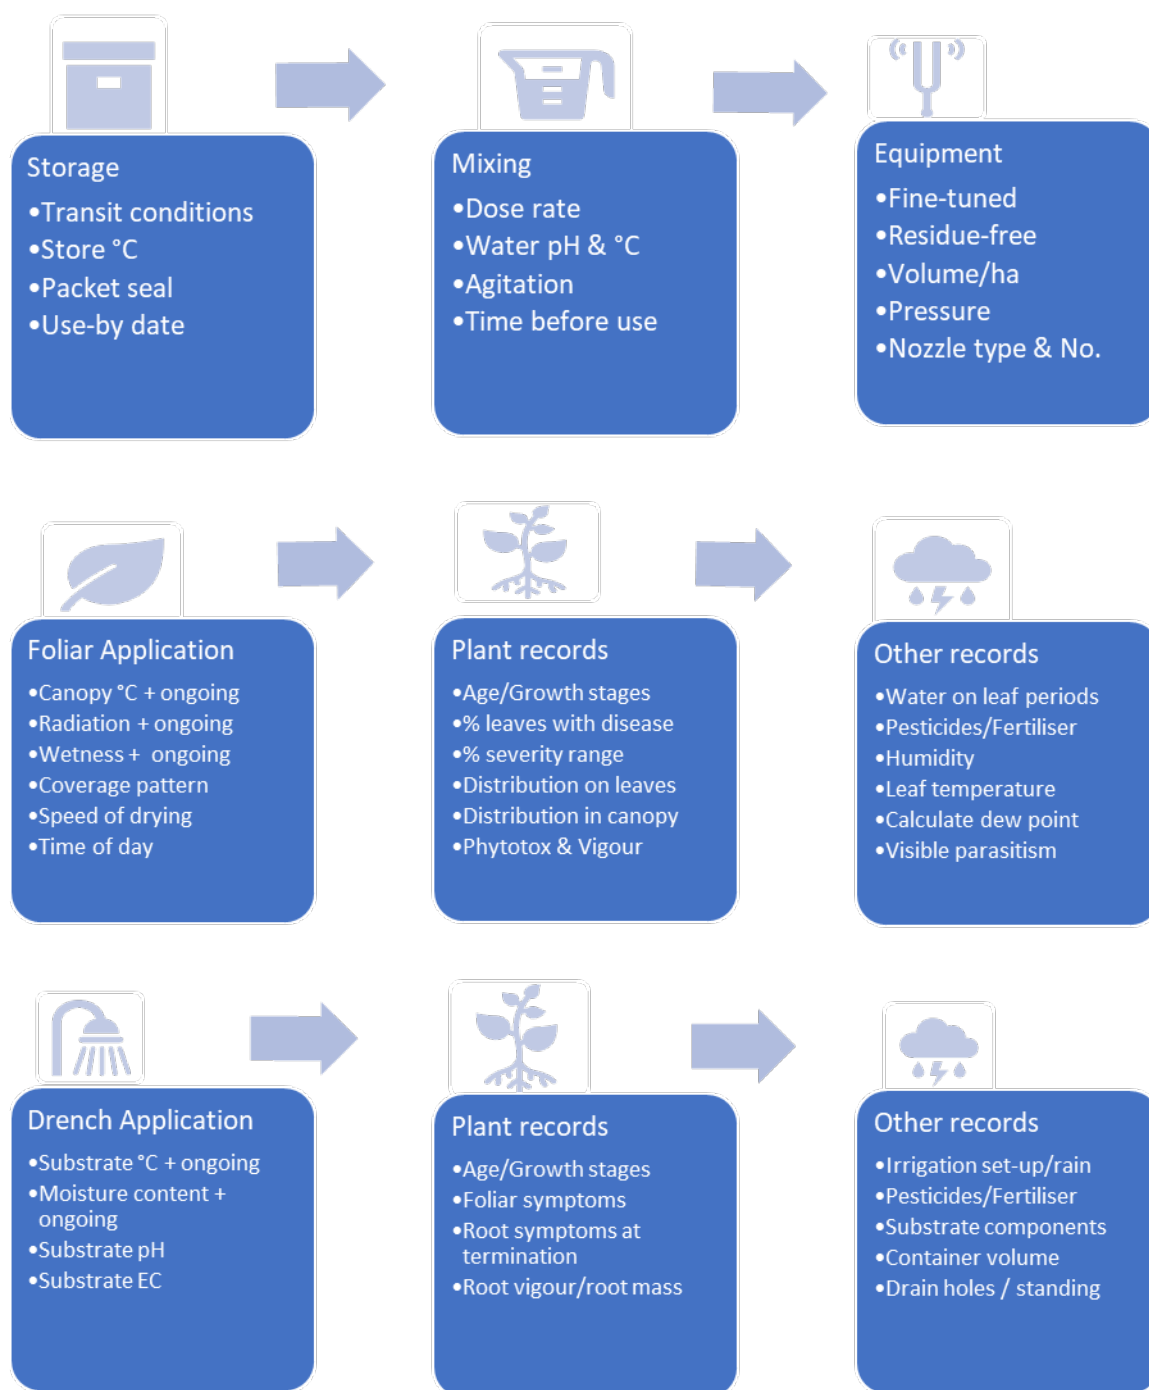 Storage
•Transit conditions
•Store °C
•Packet seal
•Use-by date
Mixing
•Dose rate
•Water pH & °C
•Agitation
•Time before use
Equipment
•Fine-tuned
•Residue-free
•Volume/ha
•Pressure
•Nozzle type & No.
Foliar Application
•Canopy °C + ongoing
•Radiation + ongoing
•Wetness + ongoing
•Coverage pattern
•Speed of drying
•Time of day
Plant records
•Age/Growth stages
•% leaves with disease
•% severity range
•Distribution on leaves
•Distribution in canopy
•Phytotox & Vigour
Other records
•Water on leaf periods
•Pesticides/Fertiliser
•Humidity
•Leaf temperature
•Calculate dew point
•Visible parasitism
Drench Application
•Substrate °C + ongoing
•Moisture content +
ongoing
•Substrate pH
•Substrate EC
Plant records
•Age/Growth stages
•Foliar symptoms
•Root symptoms at
termination
•Root vigour/root mass
Other records
•Irrigation set-up/rain
•Pesticides/Fertiliser
•Substrate components
•Container volume
•Drain holes / standing